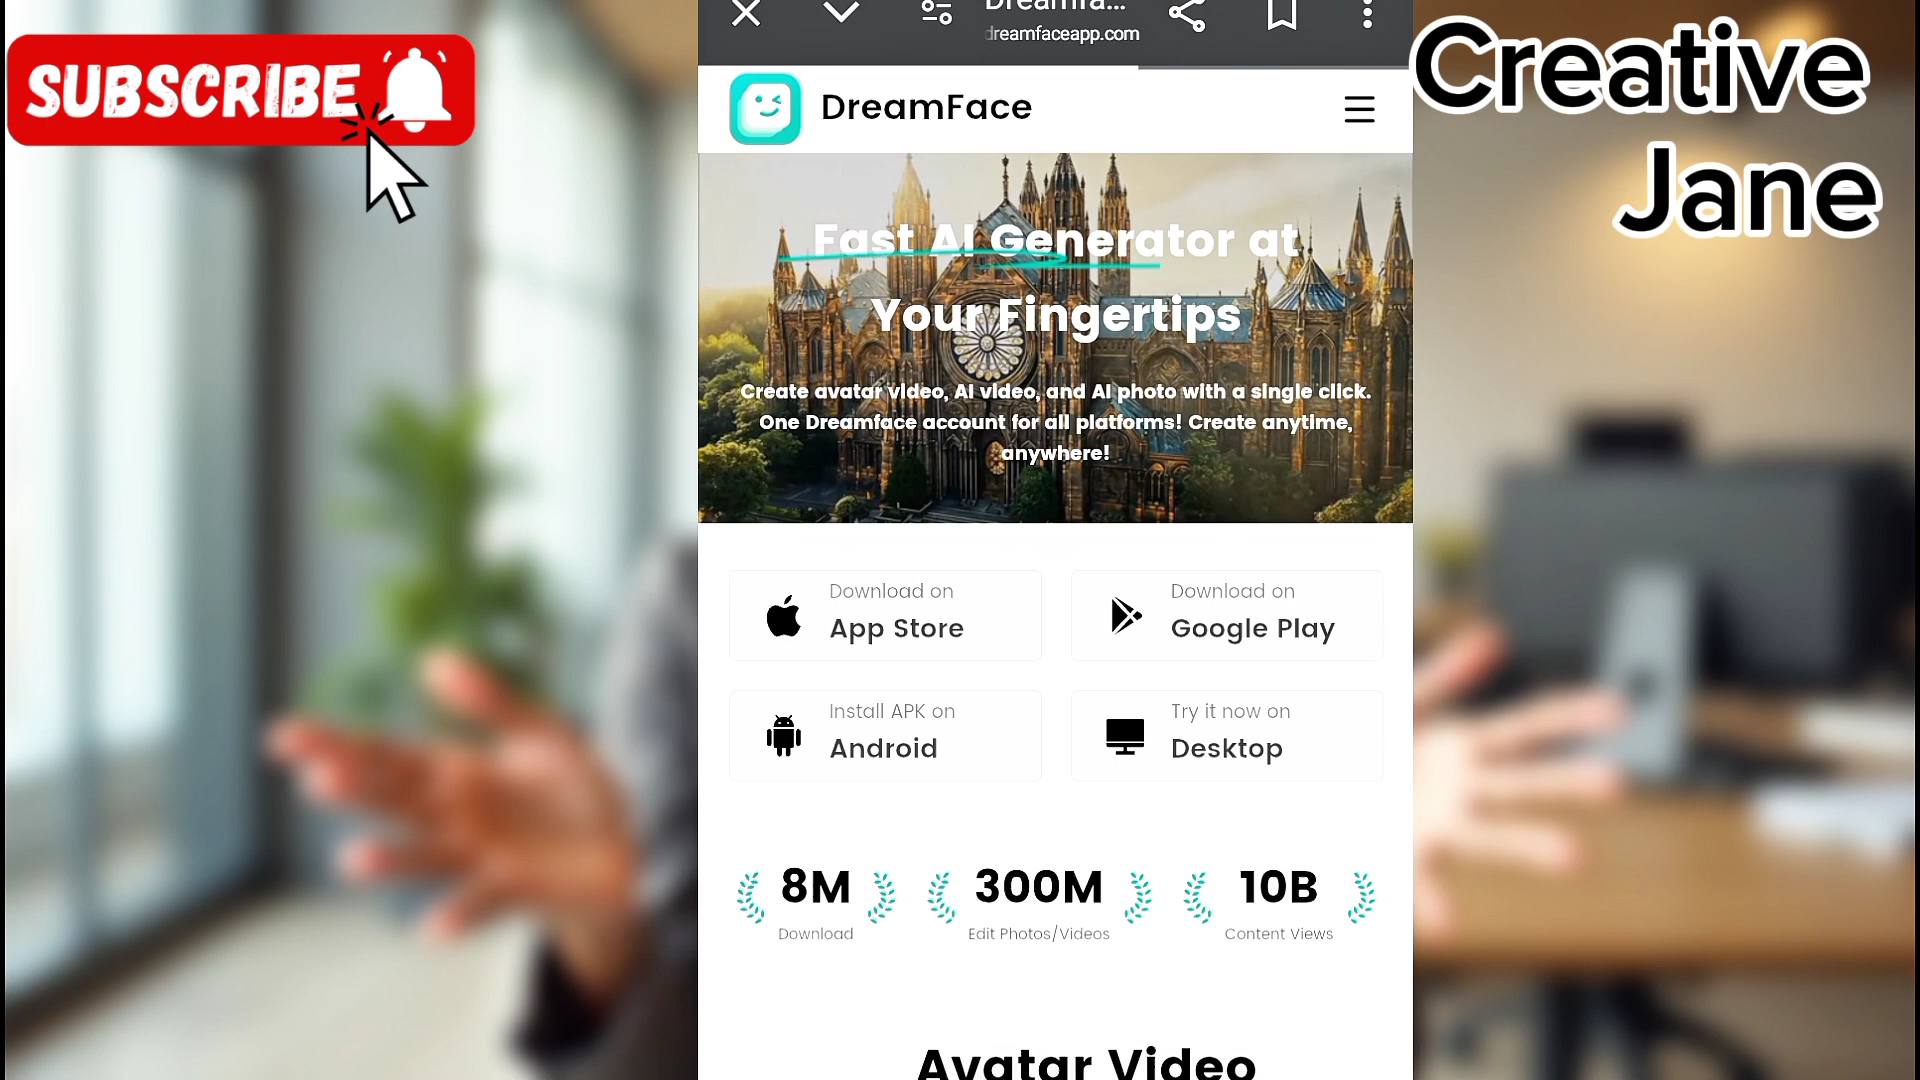 SUBSCRIBE
Dreamfa...
dreamfaceapp.com
Creative
Jane
DreamFace
Fast AI Generator at
Your Fingertips
Create avatar video, AI video, and AI photo with a single click.
One Dreamface account for all platforms! Create anytime,
anywhere!
Download on
App Store
Download on
Google Play
Install APK on
Android
Try it now on
Desktop
8M
Download
300M
Edit Photos/Videos
10B
Content Views
Avatar Video